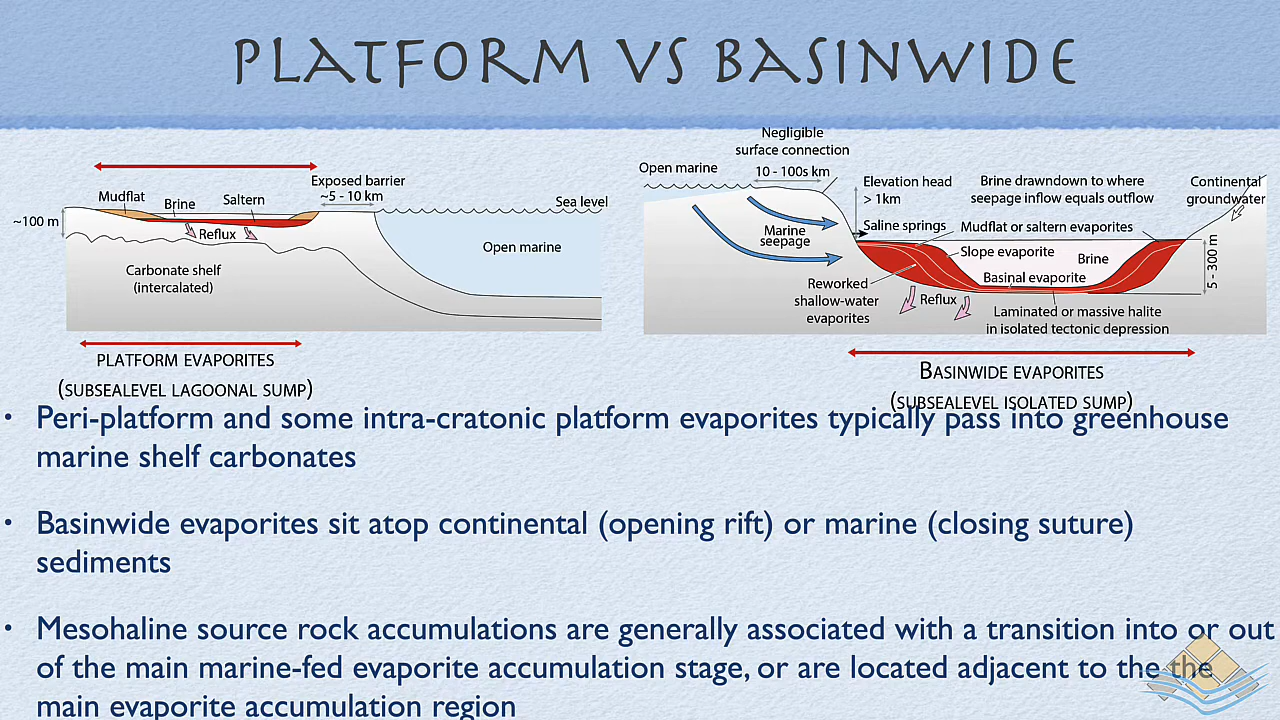 PLATFORM VS BASINWIDE
Exposed barrier
~5 - 10 km
Mudflat
Brine
Saltern
Sea level
~100 m
Reflux
Open marine
Carbonate shelf
(intercalated)
PLATFORM EVAPORITES
(SUBSEALEVEL LAGOONAL SUMP)
Negligible
surface connection
Open marine
10 - 100s km
Elevation head
> 1km
Brine drawndown to where
seepage inflow equals outflow
Continental
groundwater
Marine
seepage
Saline springs
Mudflat or saltern evaporites
Slope evaporite
Brine
Basinal evaporite
5 - 300 m
Reworked
shallow-water
evaporites
Reflux
Laminated or massive halite
in isolated tectonic depression
BASINWIDE EVAPORITES
(SUBSEALEVEL ISOLATED SUMP)
• Peri-platform and some intra-cratonic platform evaporites typically pass into greenhouse
marine shelf carbonates
• Basinwide evaporites sit atop continental (opening rift) or marine (closing suture)
sediments
• Mesohaline source rock accumulations are generally associated with a transition into or out
of the main marine-fed evaporite accumulation stage, or are located adjacent to the the
main evaporite accumulation region